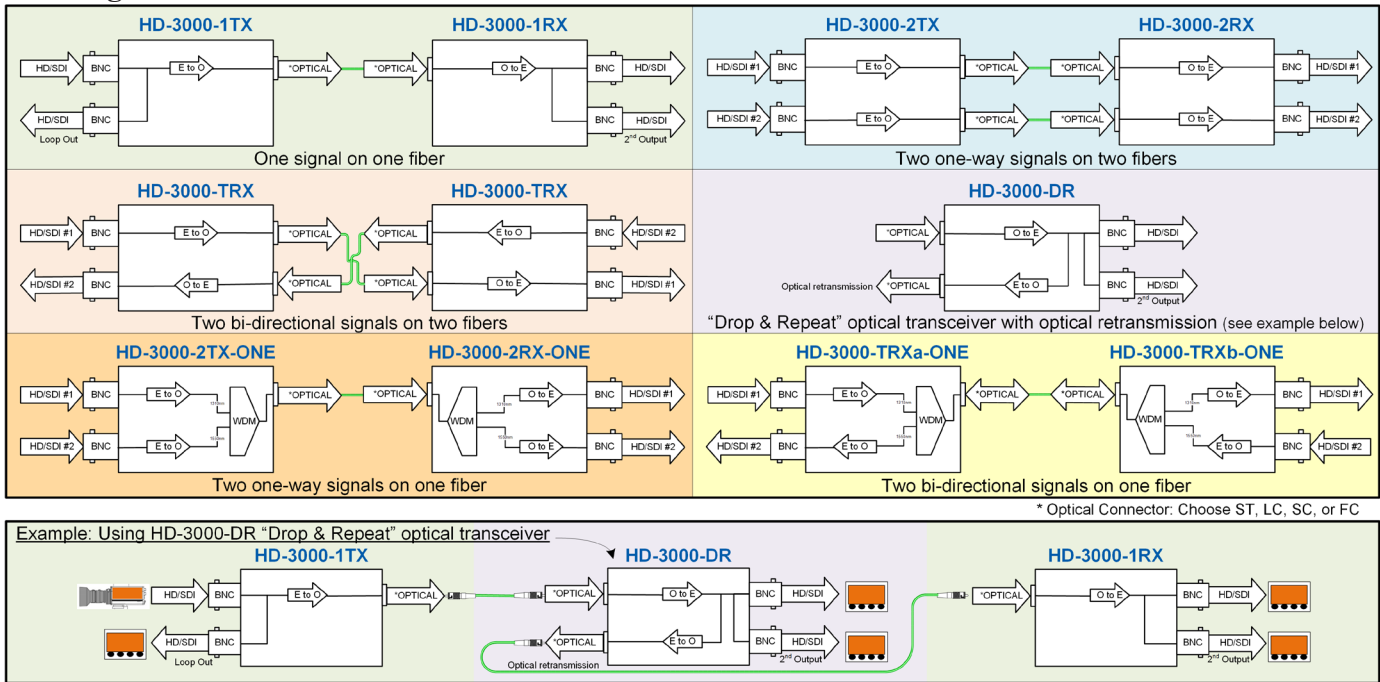 HD-3000-1TX HD-3000-1RX
HD/SDI BNC E to O *OPTICAL *OPTICAL O to E BNC HD/SDI
HD/SDI BNC BNC HD/SDI
Loop Out 2nd Output
One signal on one fiber
HD-3000-2TX HD-3000-2RX
HD/SDI #1 BNC E to O *OPTICAL *OPTICAL O to E BNC HD/SDI #1
HD/SDI #2 BNC E to O *OPTICAL *OPTICAL O to E BNC HD/SDI #2
Two one-way signals on two fibers
HD-3000-TRX HD-3000-TRX
HD/SDI #1 BNC E to O *OPTICAL *OPTICAL E to O BNC HD/SDI #2
HD/SDI #2 BNC O to E *OPTICAL *OPTICAL O to E BNC HD/SDI #1
Two bi-directional signals on two fibers
HD-3000-DR
*OPTICAL O to E BNC HD/SDI
Optical retransmission *OPTICAL E to O BNC HD/SDI
2nd Output
“Drop & Repeat” optical transceiver with optical retransmission (see example below)
HD-3000-2TX-ONE HD-3000-2RX-ONE
HD/SDI #1 BNC E to O 1310nm WDM *OPTICAL *OPTICAL WDM 1310nm O to E BNC HD/SDI #1
HD/SDI #2 BNC E to O 1550nm 1550nm O to E BNC HD/SDI #2
Two one-way signals on one fiber
HD-3000-TRXa-ONE HD-3000-TRXb-ONE
HD/SDI #1 BNC E to O 1310nm WDM *OPTICAL *OPTICAL WDM 1310nm O to E BNC HD/SDI #1
HD/SDI #2 BNC O to E 1550nm 1550nm E to O BNC HD/SDI #2
Two bi-directional signals on one fiber
* Optical Connector: Choose ST, LC, SC, or FC
Example: Using HD-3000-DR “Drop & Repeat” optical transceiver
HD-3000-1TX HD-3000-DR HD-3000-1RX
HD/SDI BNC E to O *OPTICAL *OPTICAL O to E BNC HD/SDI *OPTICAL O to E BNC HD/SDI
HD/SDI BNC *OPTICAL E to O BNC HD/SDI BNC HD/SDI
Loop Out Optical retransmission 2nd Output 2nd Output